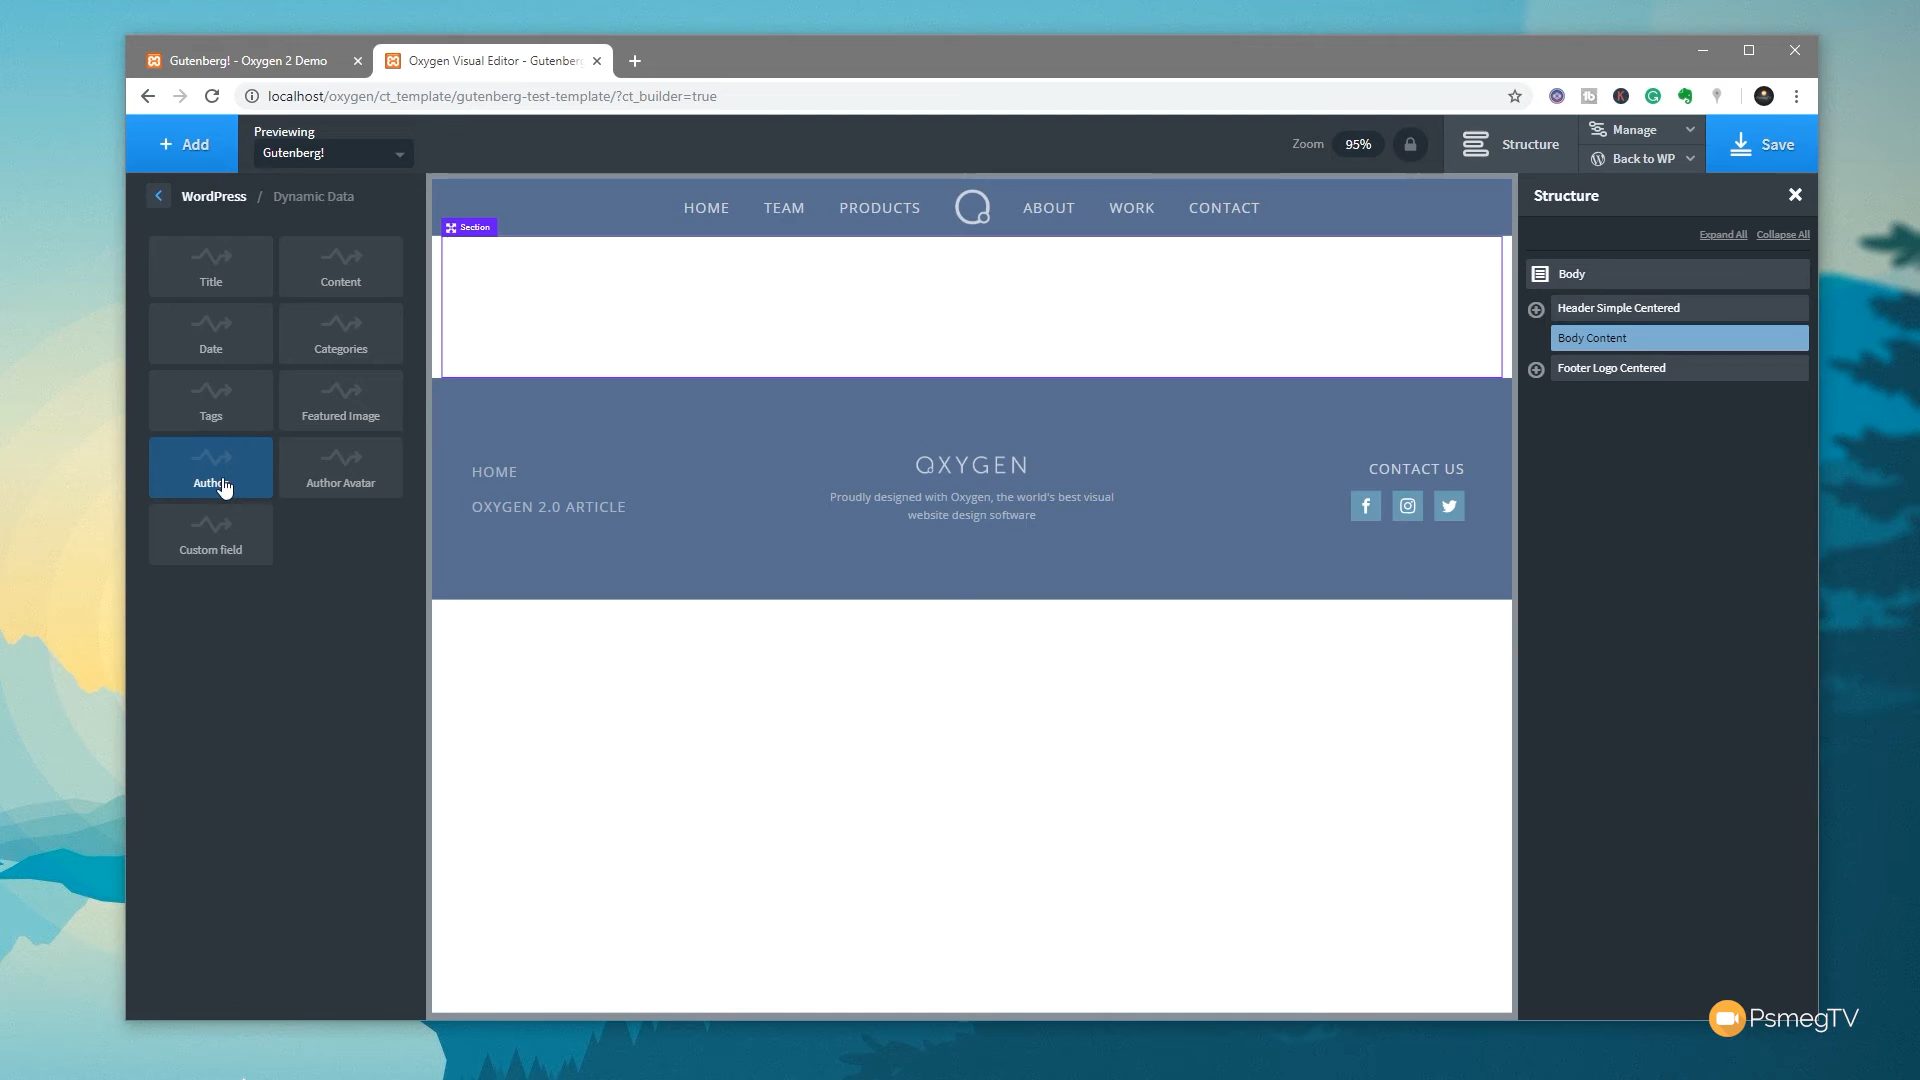 Gutenberg! - Oxygen 2 Demo
Oxygen Visual Editor - Gutenberg
localhost/oxygen/ct_template/gutenberg-test-template/?ct_builder=true
+ Add
Previewing
Gutenberg!
Zoom 95%
Structure
Manage
Back to WP
Save
WordPress / Dynamic Data
Title
Content
Date
Categories
Tags
Featured Image
Author Avatar
Custom field
HOME TEAM PRODUCTS ABOUT WORK CONTACT
Section
HOME
OXYGEN 2.0 ARTICLE
OXYGEN
Proudly designed with Oxygen, the world's best visual
website design software
CONTACT US
Structure
Expand All Collapse All
Body
Header Simple Centered
Body Content
Footer Logo Centered
PsmegTV